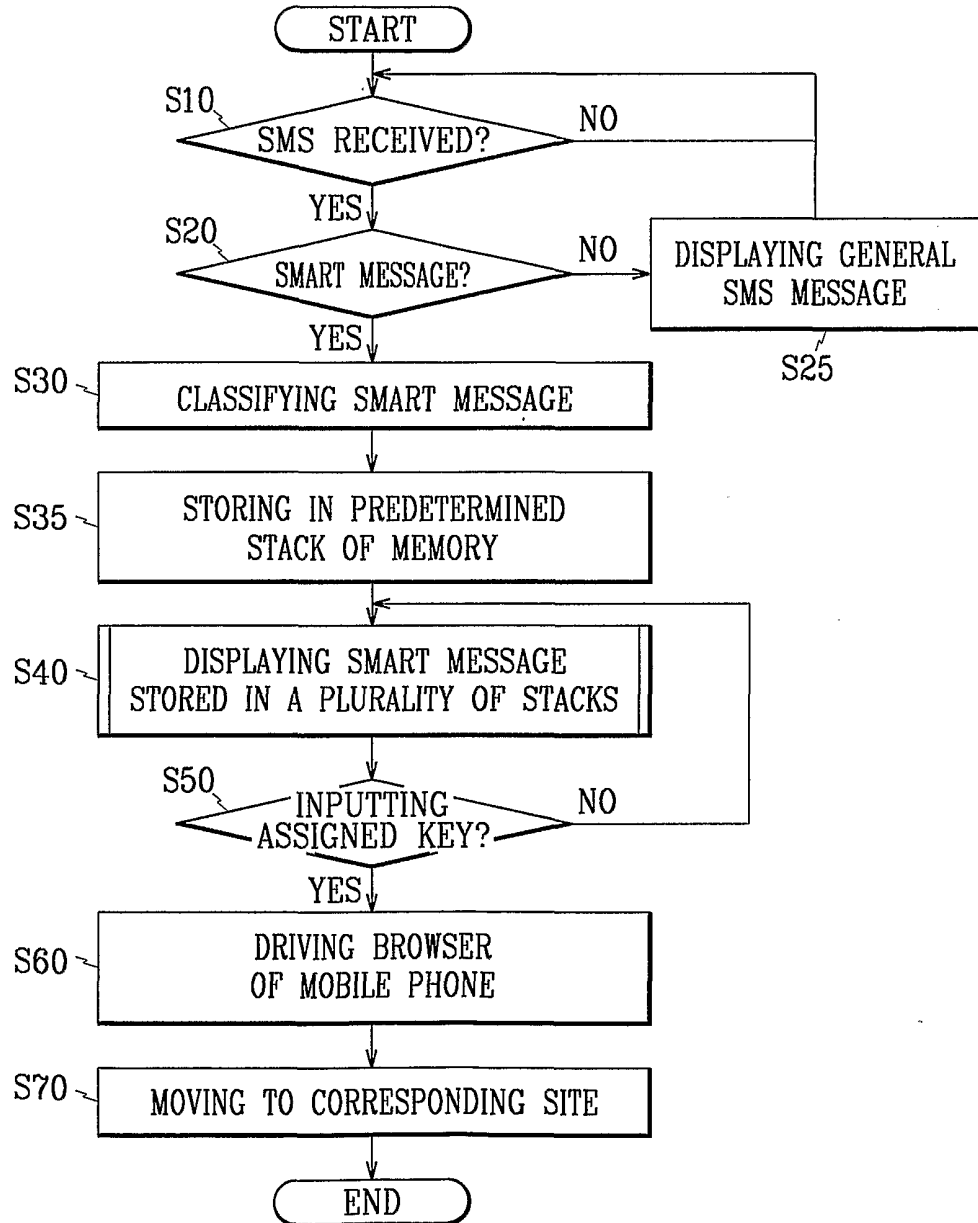 START
S10
SMS RECEIVED?
NO
YES
S20
SMART MESSAGE?
NO
DISPLAYING GENERAL
SMS MESSAGE
S25
YES
S30
CLASSIFYING SMART MESSAGE
S35
STORING IN PREDETERMINED
STACK OF MEMORY
S40
DISPLAYING SMART MESSAGE
STORED IN A PLURALITY OF STACKS
S50
INPUTTING
ASSIGNED KEY?
NO
YES
S60
DRIVING BROWSER
OF MOBILE PHONE
S70
MOVING TO CORRESPONDING SITE
END